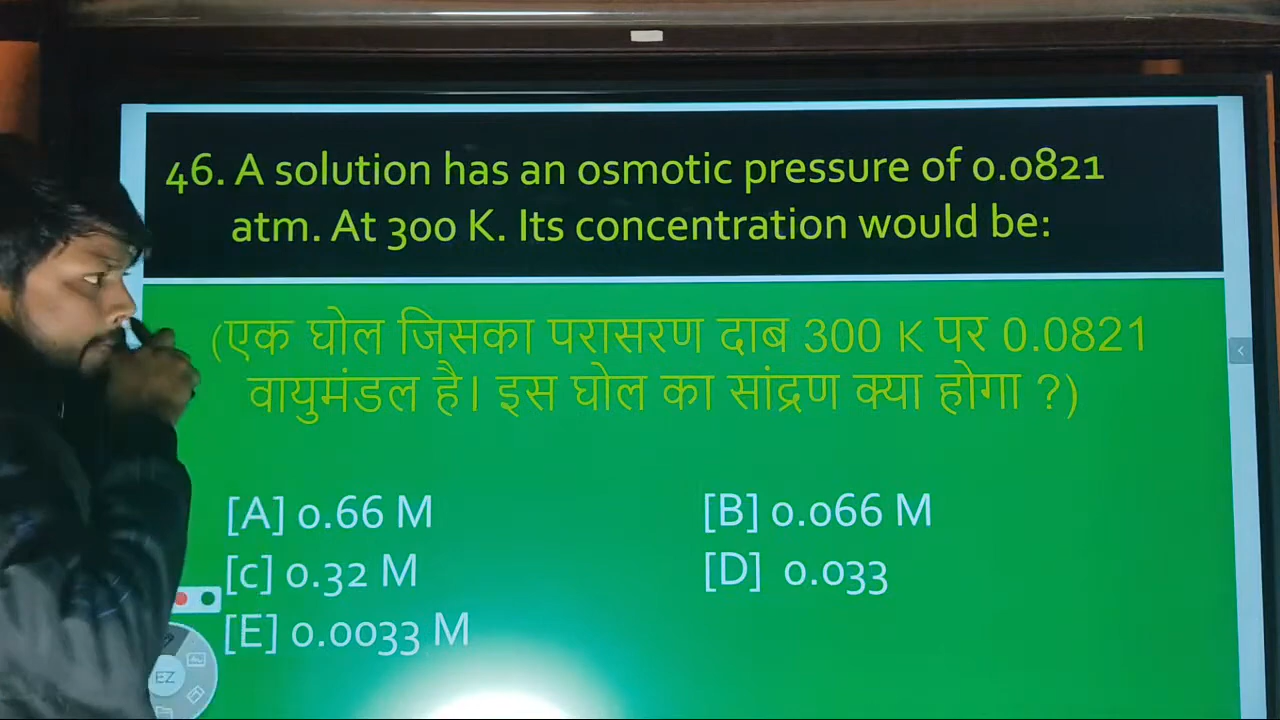 46. A solution has an osmotic pressure of 0.0821
atm. At 300 K. Its concentration would be:
(एक घोल जिसका परासरण दाब 300 K पर 0.0821
वायुमंडल है। इस घोल का सांद्रण क्या होगा ?)
[A] 0.66 M [B] 0.066 M
[c] 0.32 M [D] 0.033
[E] 0.0033 M
EZ